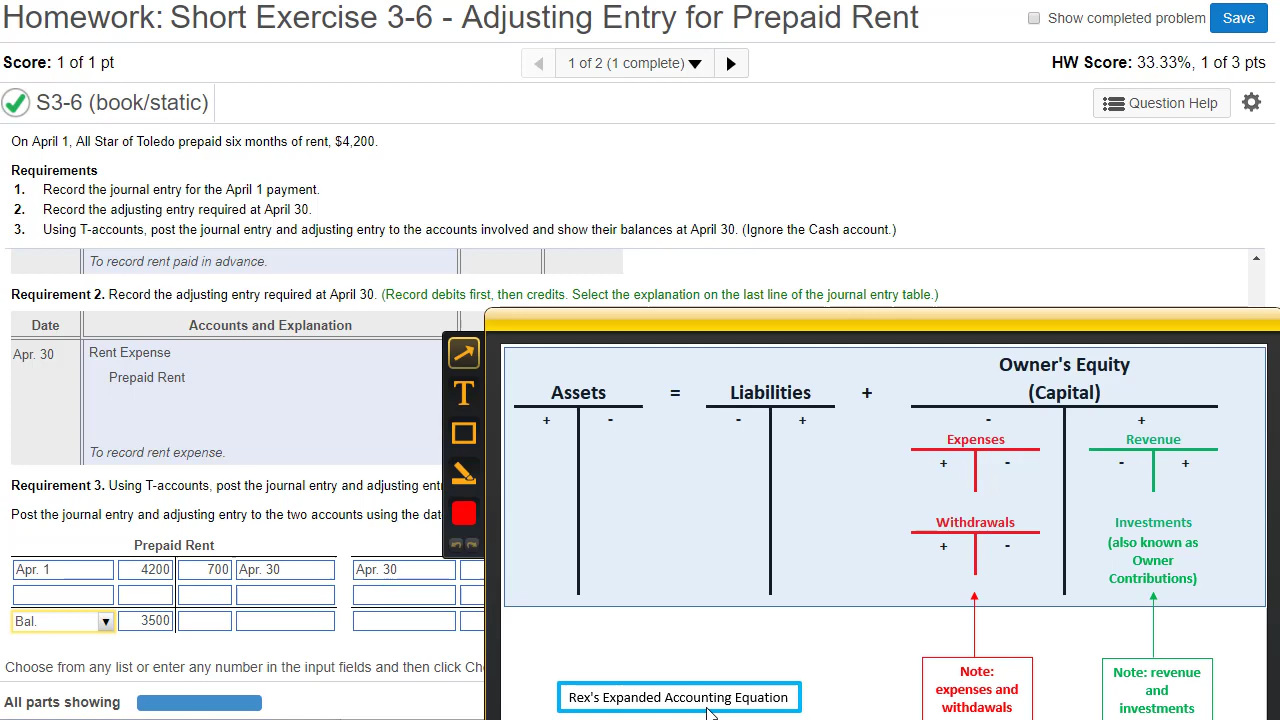 Homework: Short Exercise 3-6 - Adjusting Entry for Prepaid Rent
Show completed problem
Save
Score: 1 of 1 pt
1 of 2 (1 complete)
HW Score: 33.33%, 1 of 3 pts
S3-6 (book/static)
Question Help
On April 1, All Star of Toledo prepaid six months of rent, $4,200.
Requirements
1. Record the journal entry for the April 1 payment.
2. Record the adjusting entry required at April 30.
3. Using T-accounts, post the journal entry and adjusting entry to the accounts involved and show their balances at April 30. (Ignore the Cash account.)
To record rent paid in advance.
Requirement 2. Record the adjusting entry required at April 30. (Record debits first, then credits. Select the explanation on the last line of the journal entry table.)
Date Accounts and Explanation
Apr. 30 Rent Expense
Prepaid Rent
To record rent expense.
Requirement 3. Using T-accounts, post the journal entry and adjusting ent
Post the journal entry and adjusting entry to the two accounts using the dat
Prepaid Rent
Apr. 1 4200 700 Apr. 30 Apr. 30
Bal. 3500
Choose from any list or enter any number in the input fields and then click Ch
All parts showing
T
Assets = Liabilities + Owner's Equity
(Capital)
+ - - + - +
Expenses Revenue
+ - - +
Withdrawals Investments
+ - (also known as
Owner
Contributions)
Note:
expenses and
withdawals
Note: revenue
and
investments
Rex's Expanded Accounting Equation